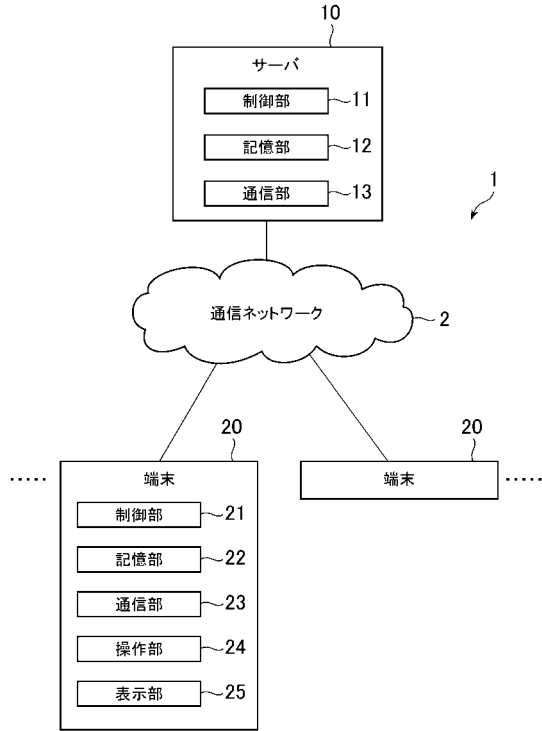 10
サーバ
制御部 11
記憶部 12
通信部 13
1
通信ネットワーク 2
20
20
..... 端末
端末 .....
制御部 21
記憶部 22
通信部 23
操作部 24
表示部 25